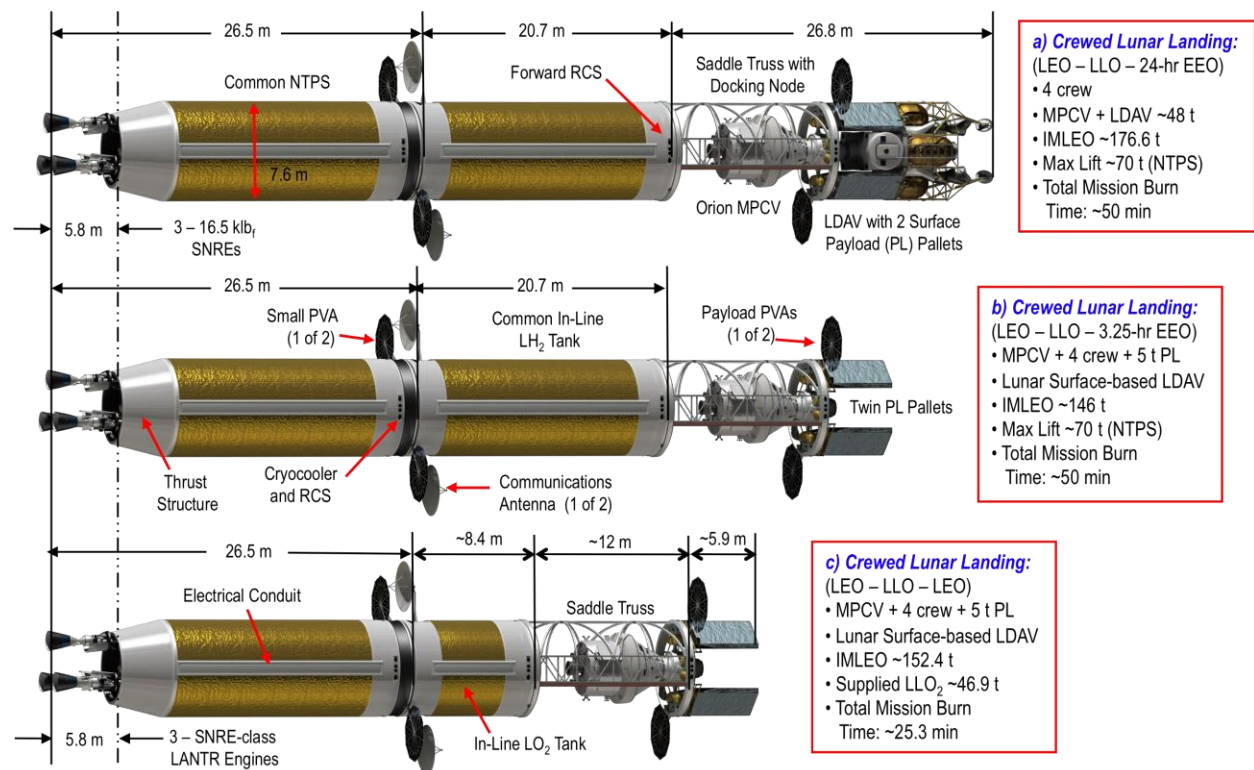 26.5 m
20.7 m
26.8 m
Common NTPS
Forward RCS
Saddle Truss with
Docking Node
7.6 m
Orion MPCV
LDAV with 2 Surface
Payload (PL) Pallets
5.8 m
3 – 16.5 klbf
SNREs
a) Crewed Lunar Landing:
(LEO – LLO – 24-hr EEO)
• 4 crew
• MPCV + LDAV ~48 t
• IMLEO ~176.6 t
• Max Lift ~70 t (NTPS)
• Total Mission Burn
Time: ~50 min
26.5 m
20.7 m
Small PVA
(1 of 2)
Common In-Line
LH2 Tank
Payload PVAs
(1 of 2)
Twin PL Pallets
Thrust
Structure
Cryocooler
and RCS
Communications
Antenna (1 of 2)
b) Crewed Lunar Landing:
(LEO – LLO – 3.25-hr EEO)
• MPCV + 4 crew + 5 t PL
• Lunar Surface-based LDAV
• IMLEO ~146 t
• Max Lift ~70 t (NTPS)
• Total Mission Burn
Time: ~50 min
26.5 m
~8.4 m
~12 m
~5.9 m
Electrical Conduit
Saddle Truss
In-Line LO2 Tank
5.8 m
3 – SNRE-class
LANTR Engines
c) Crewed Lunar Landing:
(LEO – LLO – LEO)
• MPCV + 4 crew + 5 t PL
• Lunar Surface-based LDAV
• IMLEO ~152.4 t
• Supplied LLO2 ~46.9 t
• Total Mission Burn
Time: ~25.3 min